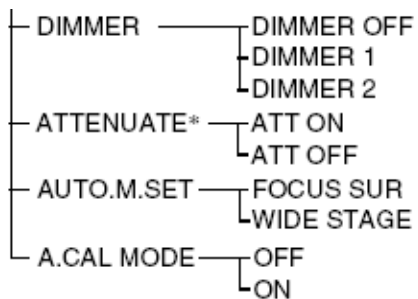 DIMMER DIMMER OFF
DIMMER 1
DIMMER 2
ATTENUATE* ATT ON
ATT OFF
AUTO.M.SET FOCUS SUR
WIDE STAGE
A.CAL MODE OFF
ON